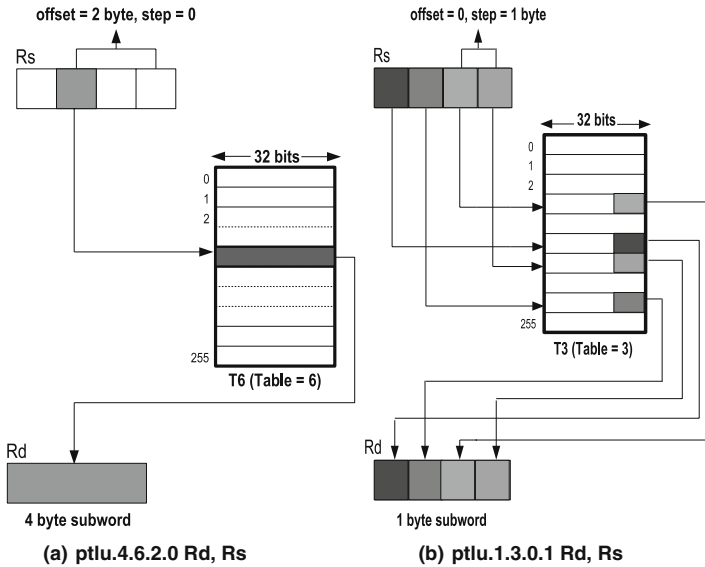 offset = 2 byte, step = 0
Rs
32 bits
0
1
2
255
T6 (Table = 6)
Rd
4 byte subword
(a) ptlu.4.6.2.0 Rd, Rs
offset = 0, step = 1 byte
Rs
32 bits
0
1
2
255
T3 (Table = 3)
Rd
1 byte subword
(b) ptlu.1.3.0.1 Rd, Rs